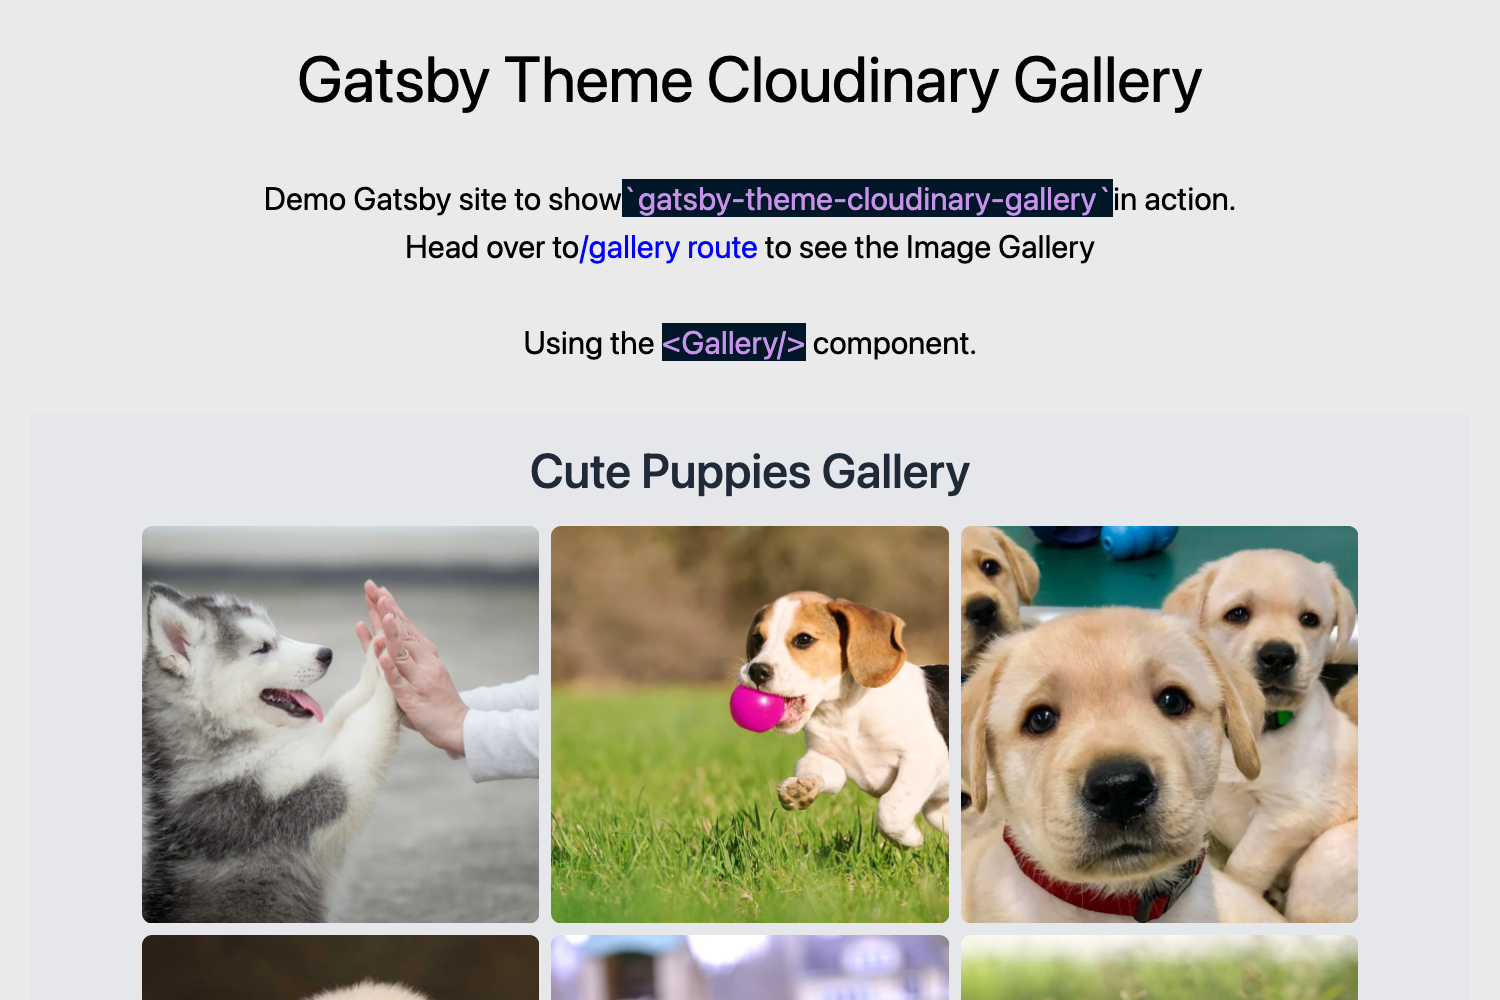 Gatsby Theme Cloudinary Gallery
Demo Gatsby site to show`gatsby-theme-cloudinary-gallery`in action.
Head over to/gallery route to see the Image Gallery
Using the <Gallery/> component.
Cute Puppies Gallery